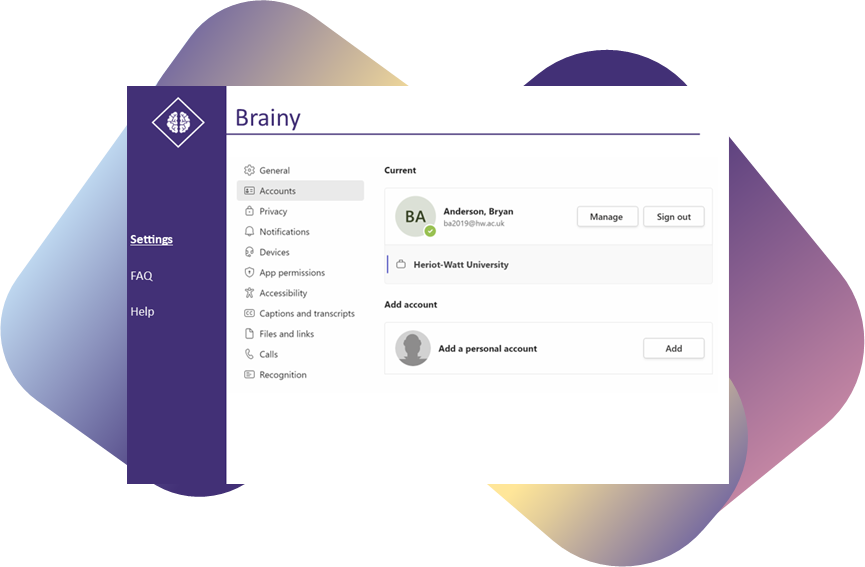 Brainy
Settings
FAQ
Help
General
Accounts
Privacy
Notifications
Devices
App permissions
Accessibility
Captions and transcripts
Files and links
Calls
Recognition
Current
BA
Anderson, Bryan
ba2019@hw.ac.uk
Manage
Sign out
Heriot-Watt University
Add account
Add a personal account
Add